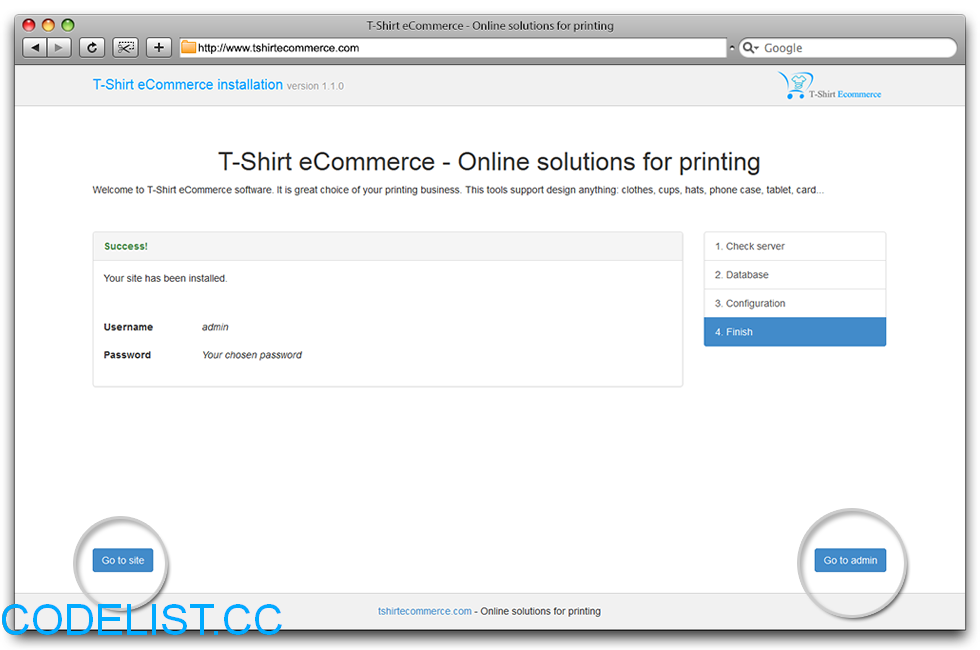 T-Shirt eCommerce - Online solutions for printing
http://www.tshirtecommerce.com
Google
T-Shirt eCommerce installation version 1.1.0
T-Shirt Ecommerce
T-Shirt eCommerce - Online solutions for printing
Welcome to T-Shirt eCommerce software. It is great choice of your printing business. This tools support design anything: clothes, cups, hats, phone case, tablet, card...
Success!
Your site has been installed.
Username admin
Password Your chosen password
1. Check server
2. Database
3. Configuration
4. Finish
Go to site
Go to admin
tshirtecommerce.com - Online solutions for printing
CODELIST.CC